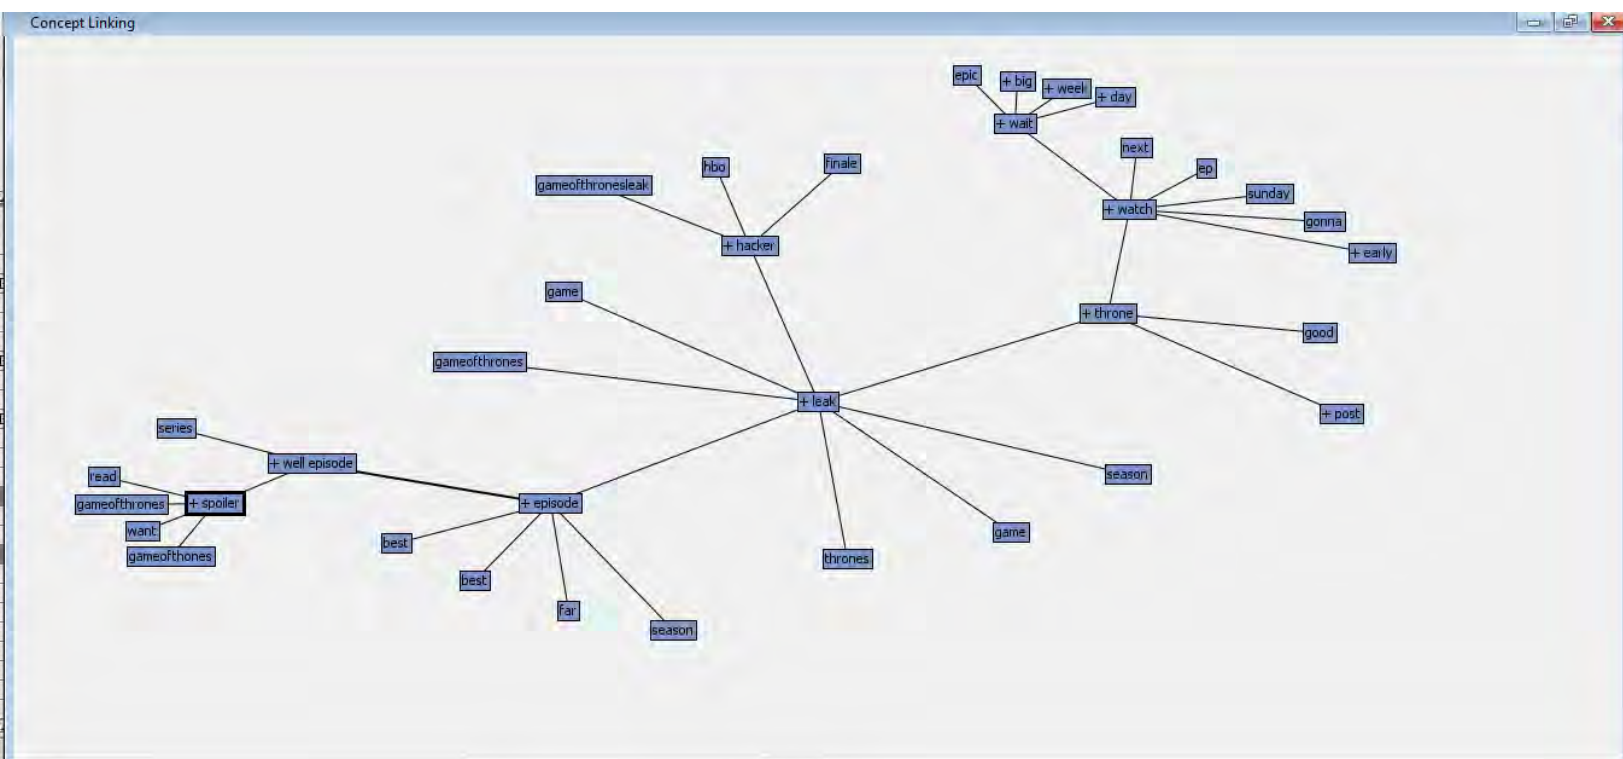 Concept Linking
epic
+ big
+ week
+ day
+ wait
next
hbo
finale
ep
gameofthronesleak
sunday
+ watch
gonna
+ hacker
+ early
game
+ throne
good
gameofthrones
+ leak
+ post
series
+ well episode
season
read
gameofthrones
+ spoiler
+ episode
want
game
best
gameofthones
thrones
best
far
season